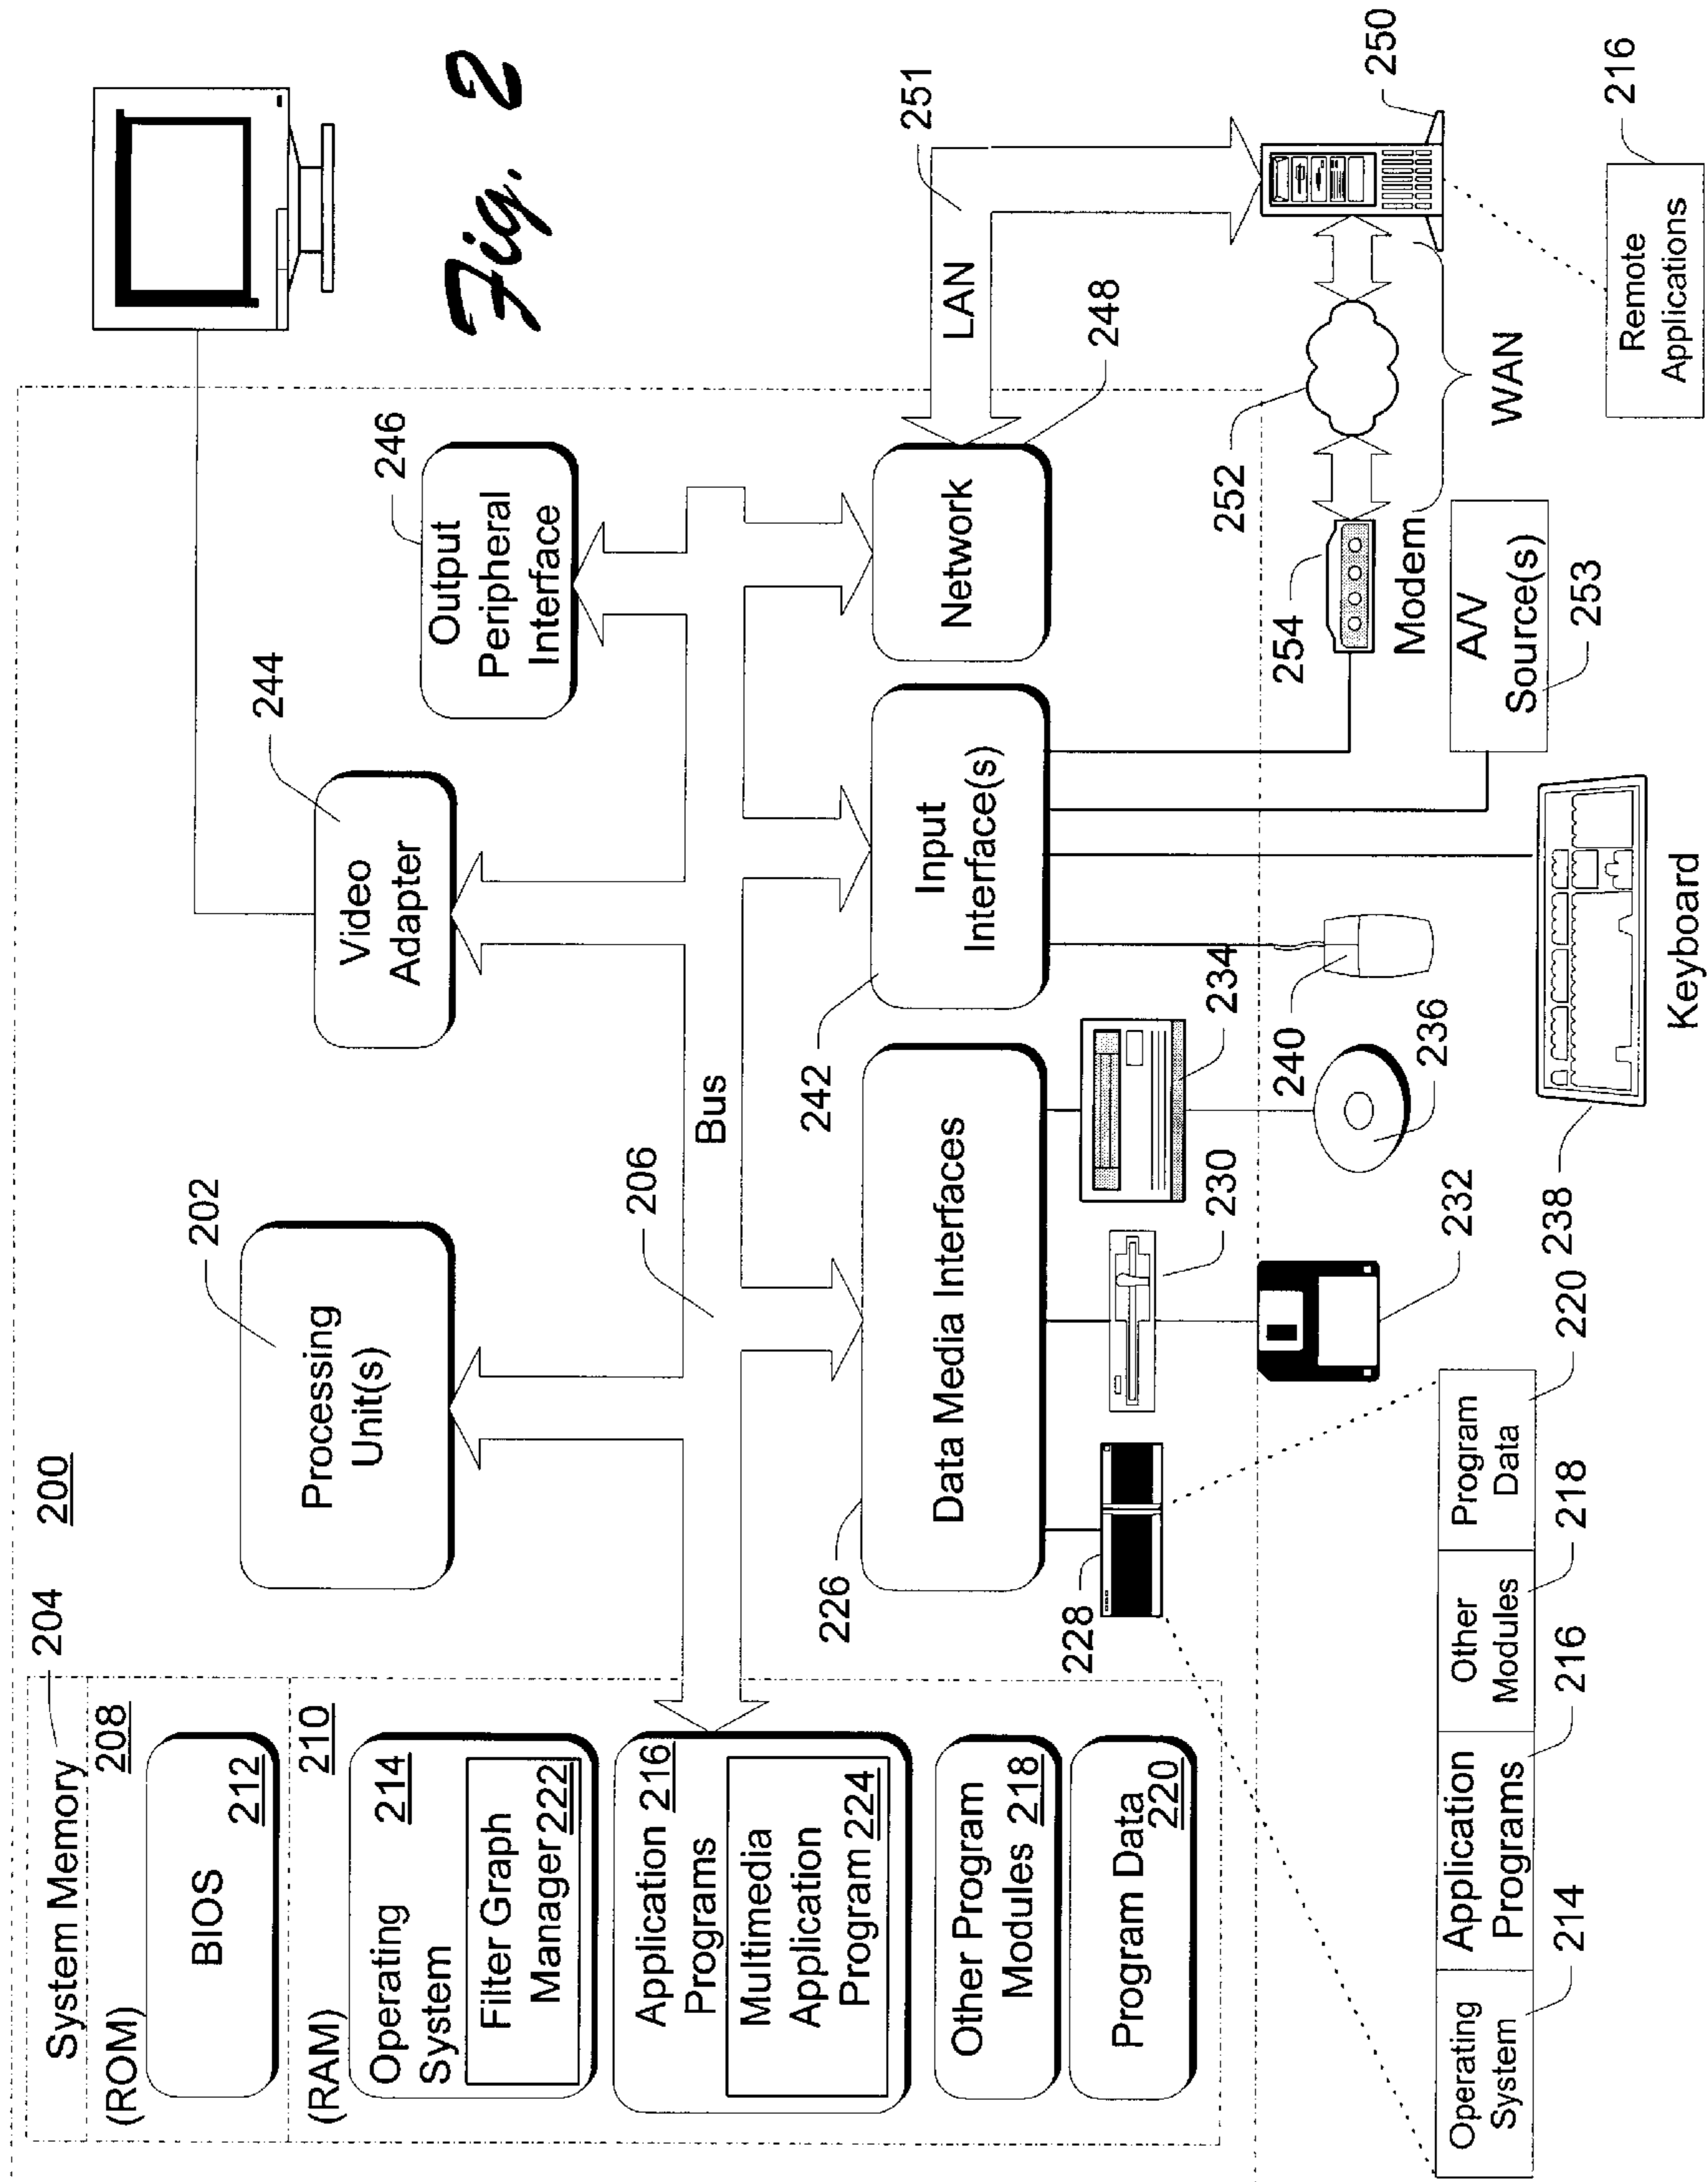 200
System Memory
204
(ROM)
208
BIOS
212
(RAM)
210
Operating
System
214
Filter Graph
Manager
222
Application
Programs
216
Multimedia
Application
Program
224
Other Program
Modules
218
Program Data
220
Processing
Unit(s)
202
Video
Adapter
244
Output
Peripheral
Interface
246
Bus
206
Data Media Interfaces
226
Input
Interface(s)
242
Network
248
LAN
251
Fig. 2
228
230
232
234
236
240
238
Keyboard
254
Modem
252
WAN
250
A/V
Source(s)
253
Remote
Applications
216
Operating
System
214
Application
Programs
216
Other
Modules
218
Program
Data
220